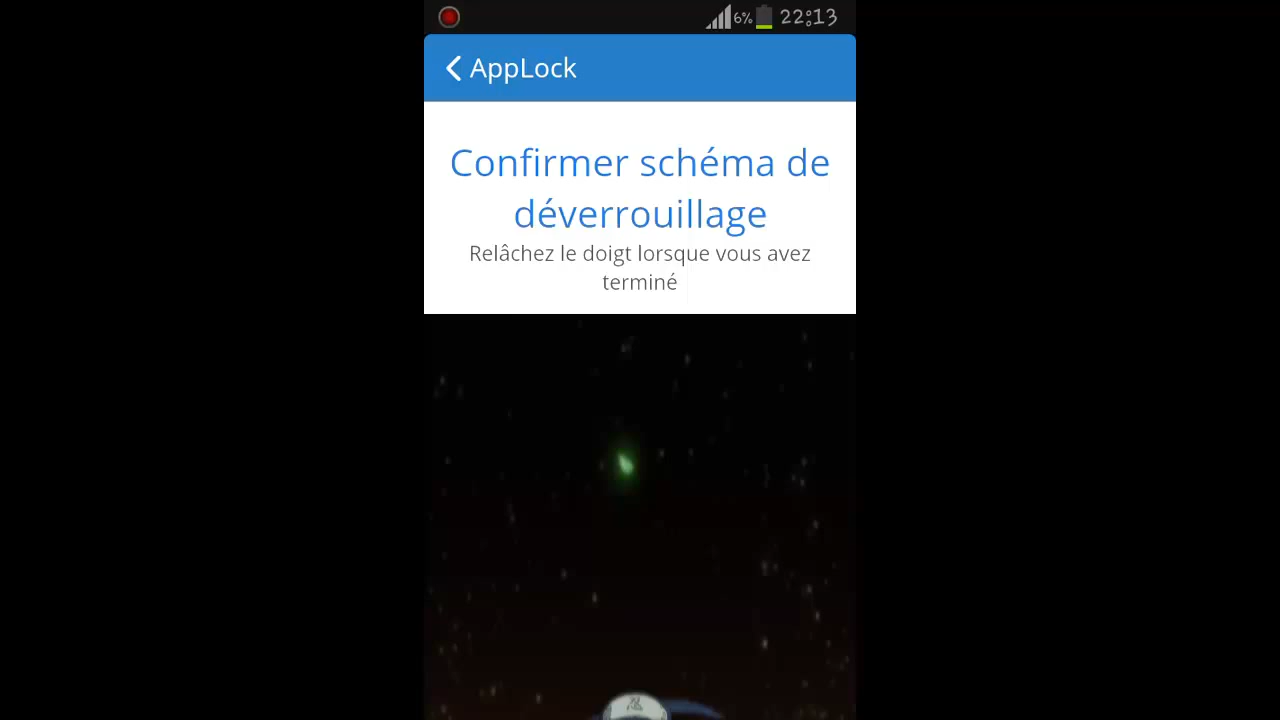 6% 22:13
AppLock
Confirmer schéma de
déverrouillage
Relâchez le doigt lorsque vous avez
terminé